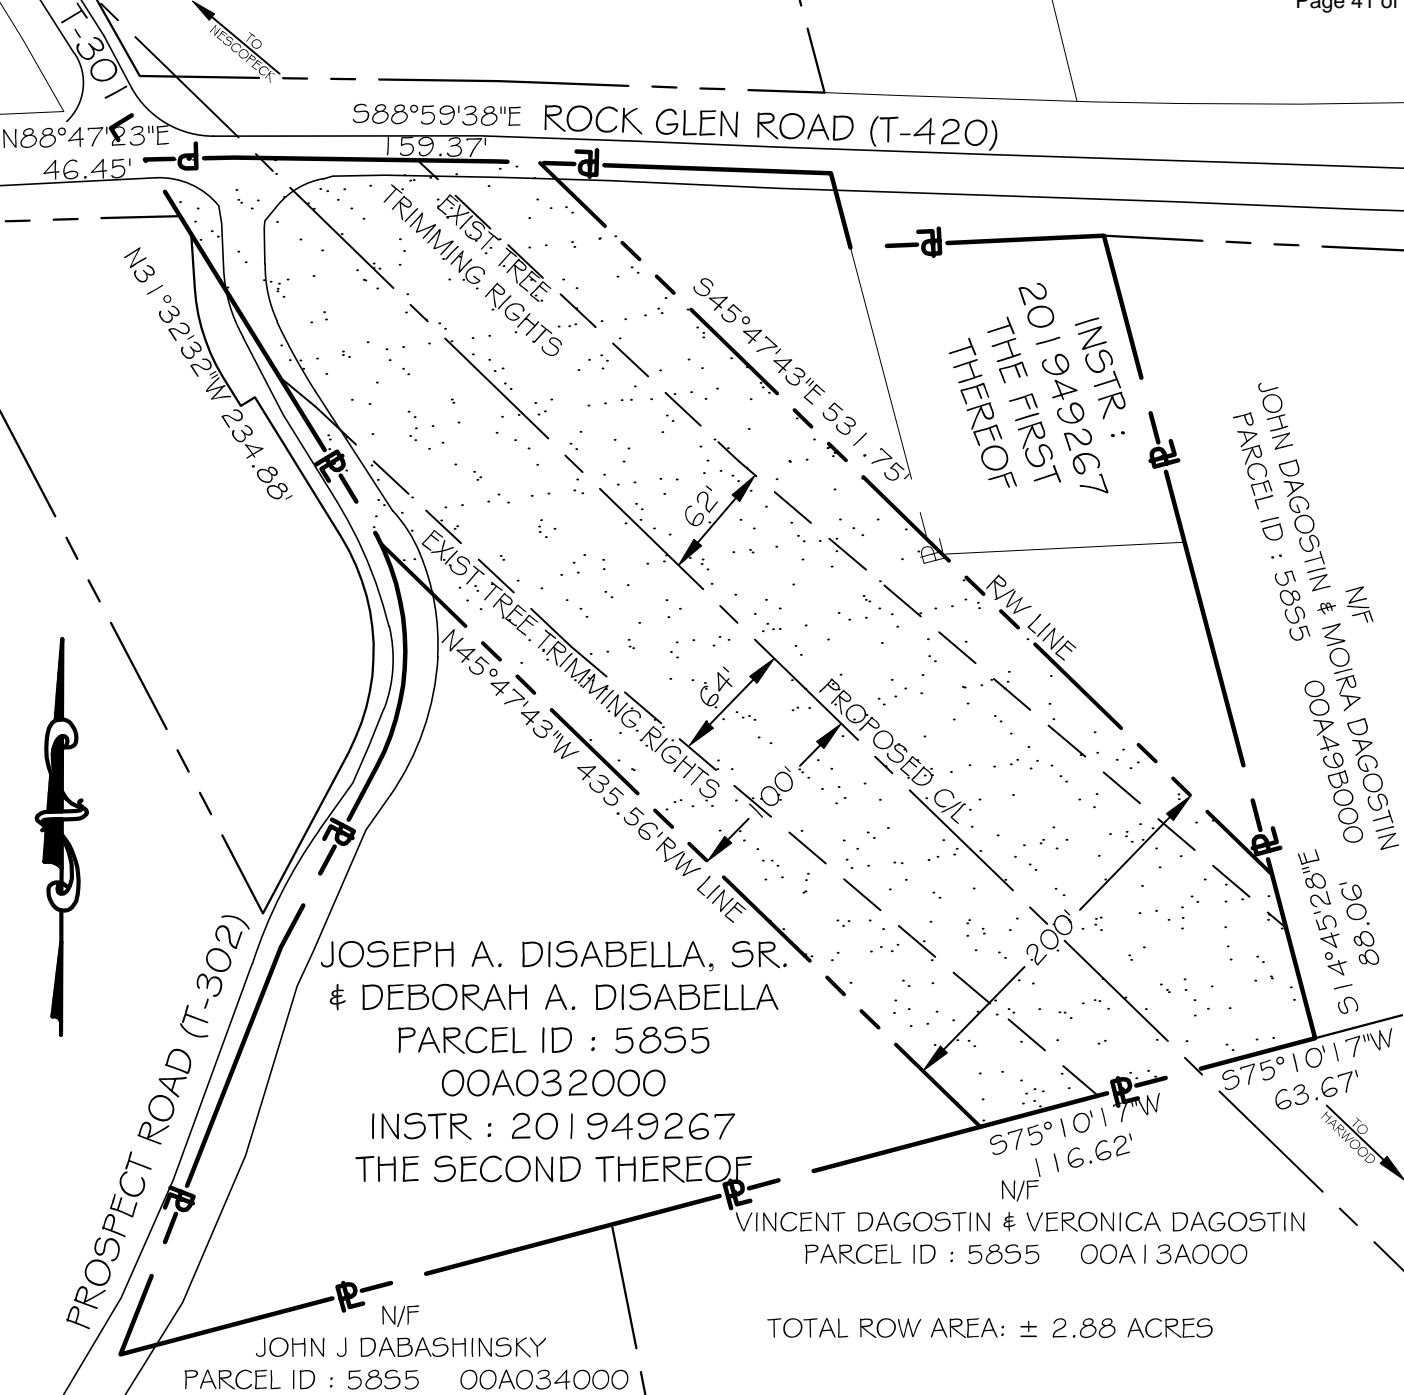 Page 41 of
T-301
TO
NESCOPECK
S88°59'38"E
159.37'
ROCK GLEN ROAD (T-420)
N88°47'23"E
46.45'
EXIST. TREE
TRIMMING RIGHTS
N31°32'32"W 234.88'
S45°47'43"E 531.75'
INSTR :
201949267
THE FIRST
THEREOF
N/F
JOHN DAGOSTIN & MOIRA DAGOSTIN
PARCEL ID : 58S5 00A49B000
62'
EXIST. TREE TRIMMING RIGHTS
R/W LINE
N45°47'43"W 435.56'
R/W LINE
64'
PROPOSED C/L
100'
200'
88.06'
S14°45'28"E
JOSEPH A. DISABELLA, SR.
& DEBORAH A. DISABELLA
PARCEL ID : 58S5
00A032000
INSTR : 201949267
THE SECOND THEREOF
PROSPECT ROAD (T-302)
S75°10'17"W
63.67'
S75°10'17"W
116.62'
TO
HARWOOD
N/F
VINCENT DAGOSTIN & VERONICA DAGOSTIN
PARCEL ID : 58S5 00A13A000
N/F
JOHN J DABASHINSKY
PARCEL ID : 58S5 00A034000
TOTAL ROW AREA: ± 2.88 ACRES